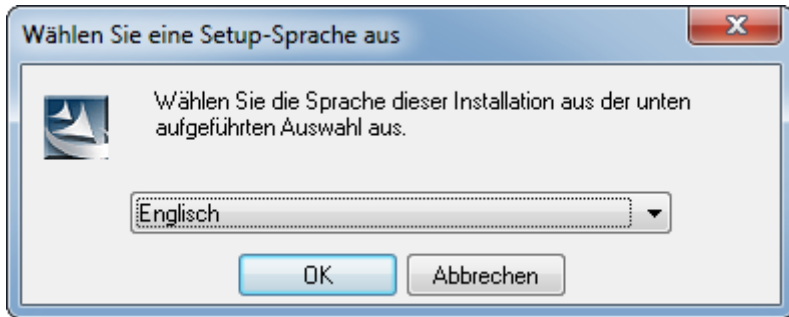 Wählen Sie eine Setup-Sprache aus
Wählen Sie die Sprache dieser Installation aus der unten
aufgeführten Auswahl aus.
Englisch
OK
Abbrechen